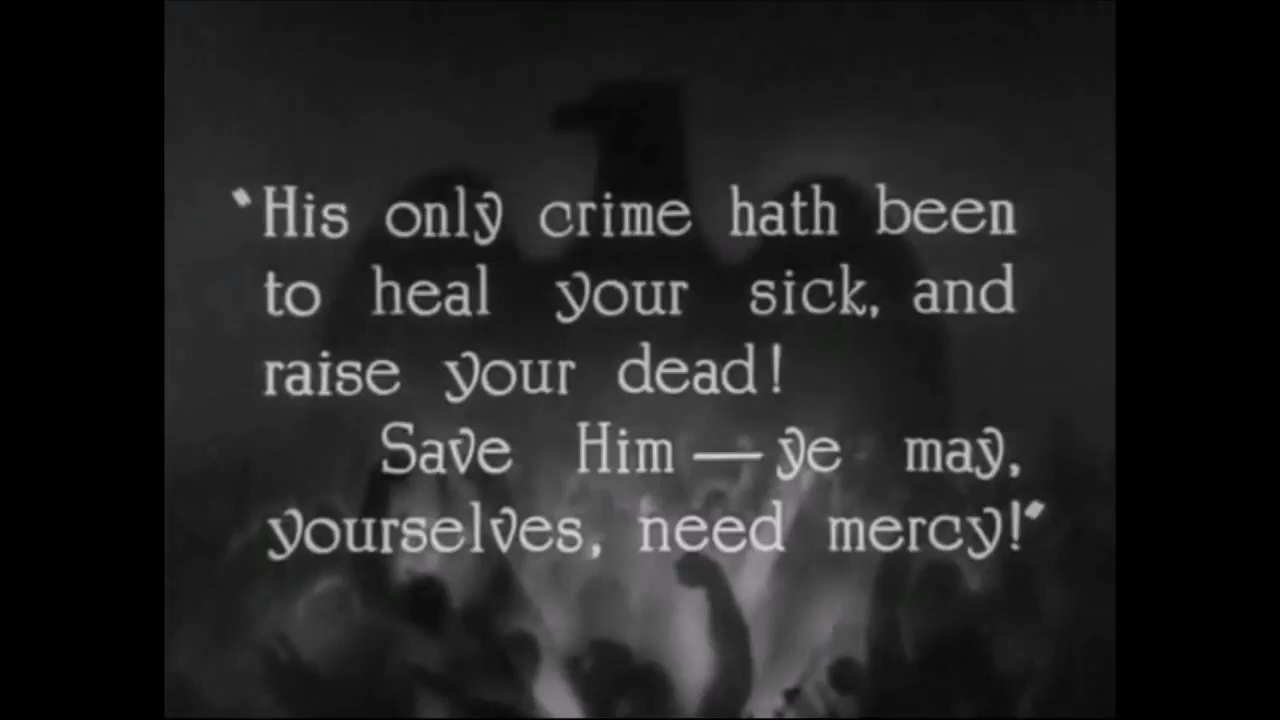 "His only crime hath been
to heal your sick, and
raise your dead!
Save Him — ye may,
yourselves, need mercy!"